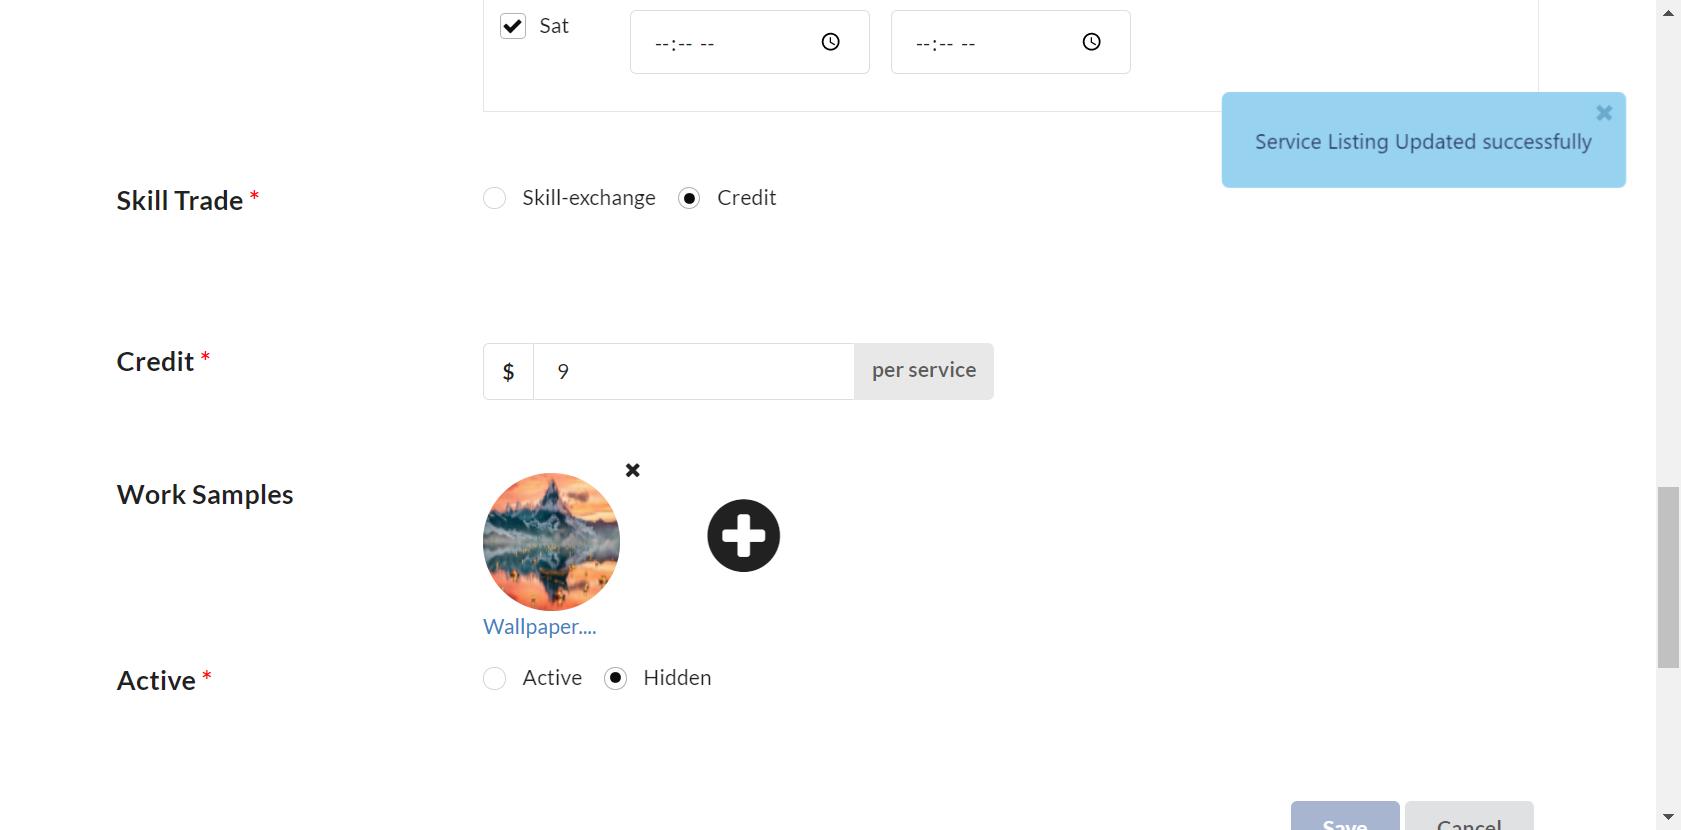 Sat --:-- -- --:-- --
Service Listing Updated successfully
Skill Trade * Skill-exchange Credit
Credit * $ 9 per service
Work Samples
Wallpaper....
Active * Active Hidden
Save Cancel